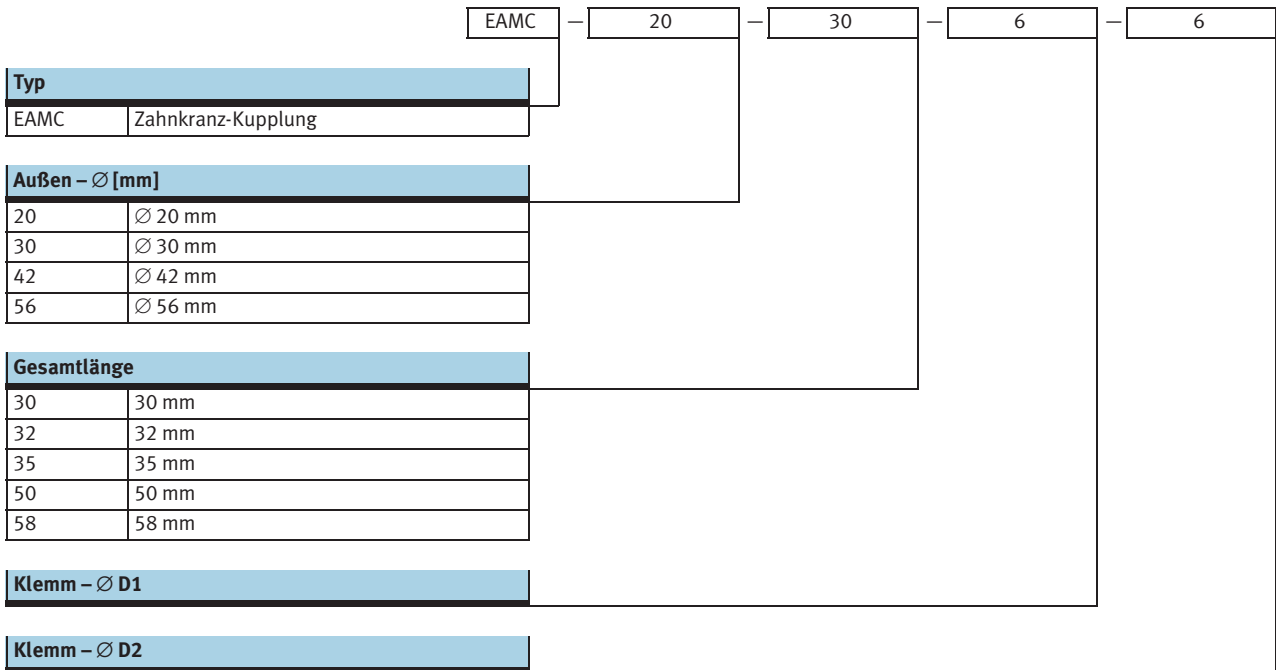 EAMC — 20 — 30 — 6 — 6
Typ
EAMC Zahnkranz-Kupplung
Außen – ∅ [mm]
20 ∅ 20 mm
30 ∅ 30 mm
42 ∅ 42 mm
56 ∅ 56 mm
Gesamtlänge
30 30 mm
32 32 mm
35 35 mm
50 50 mm
58 58 mm
Klemm – ∅ D1
Klemm – ∅ D2